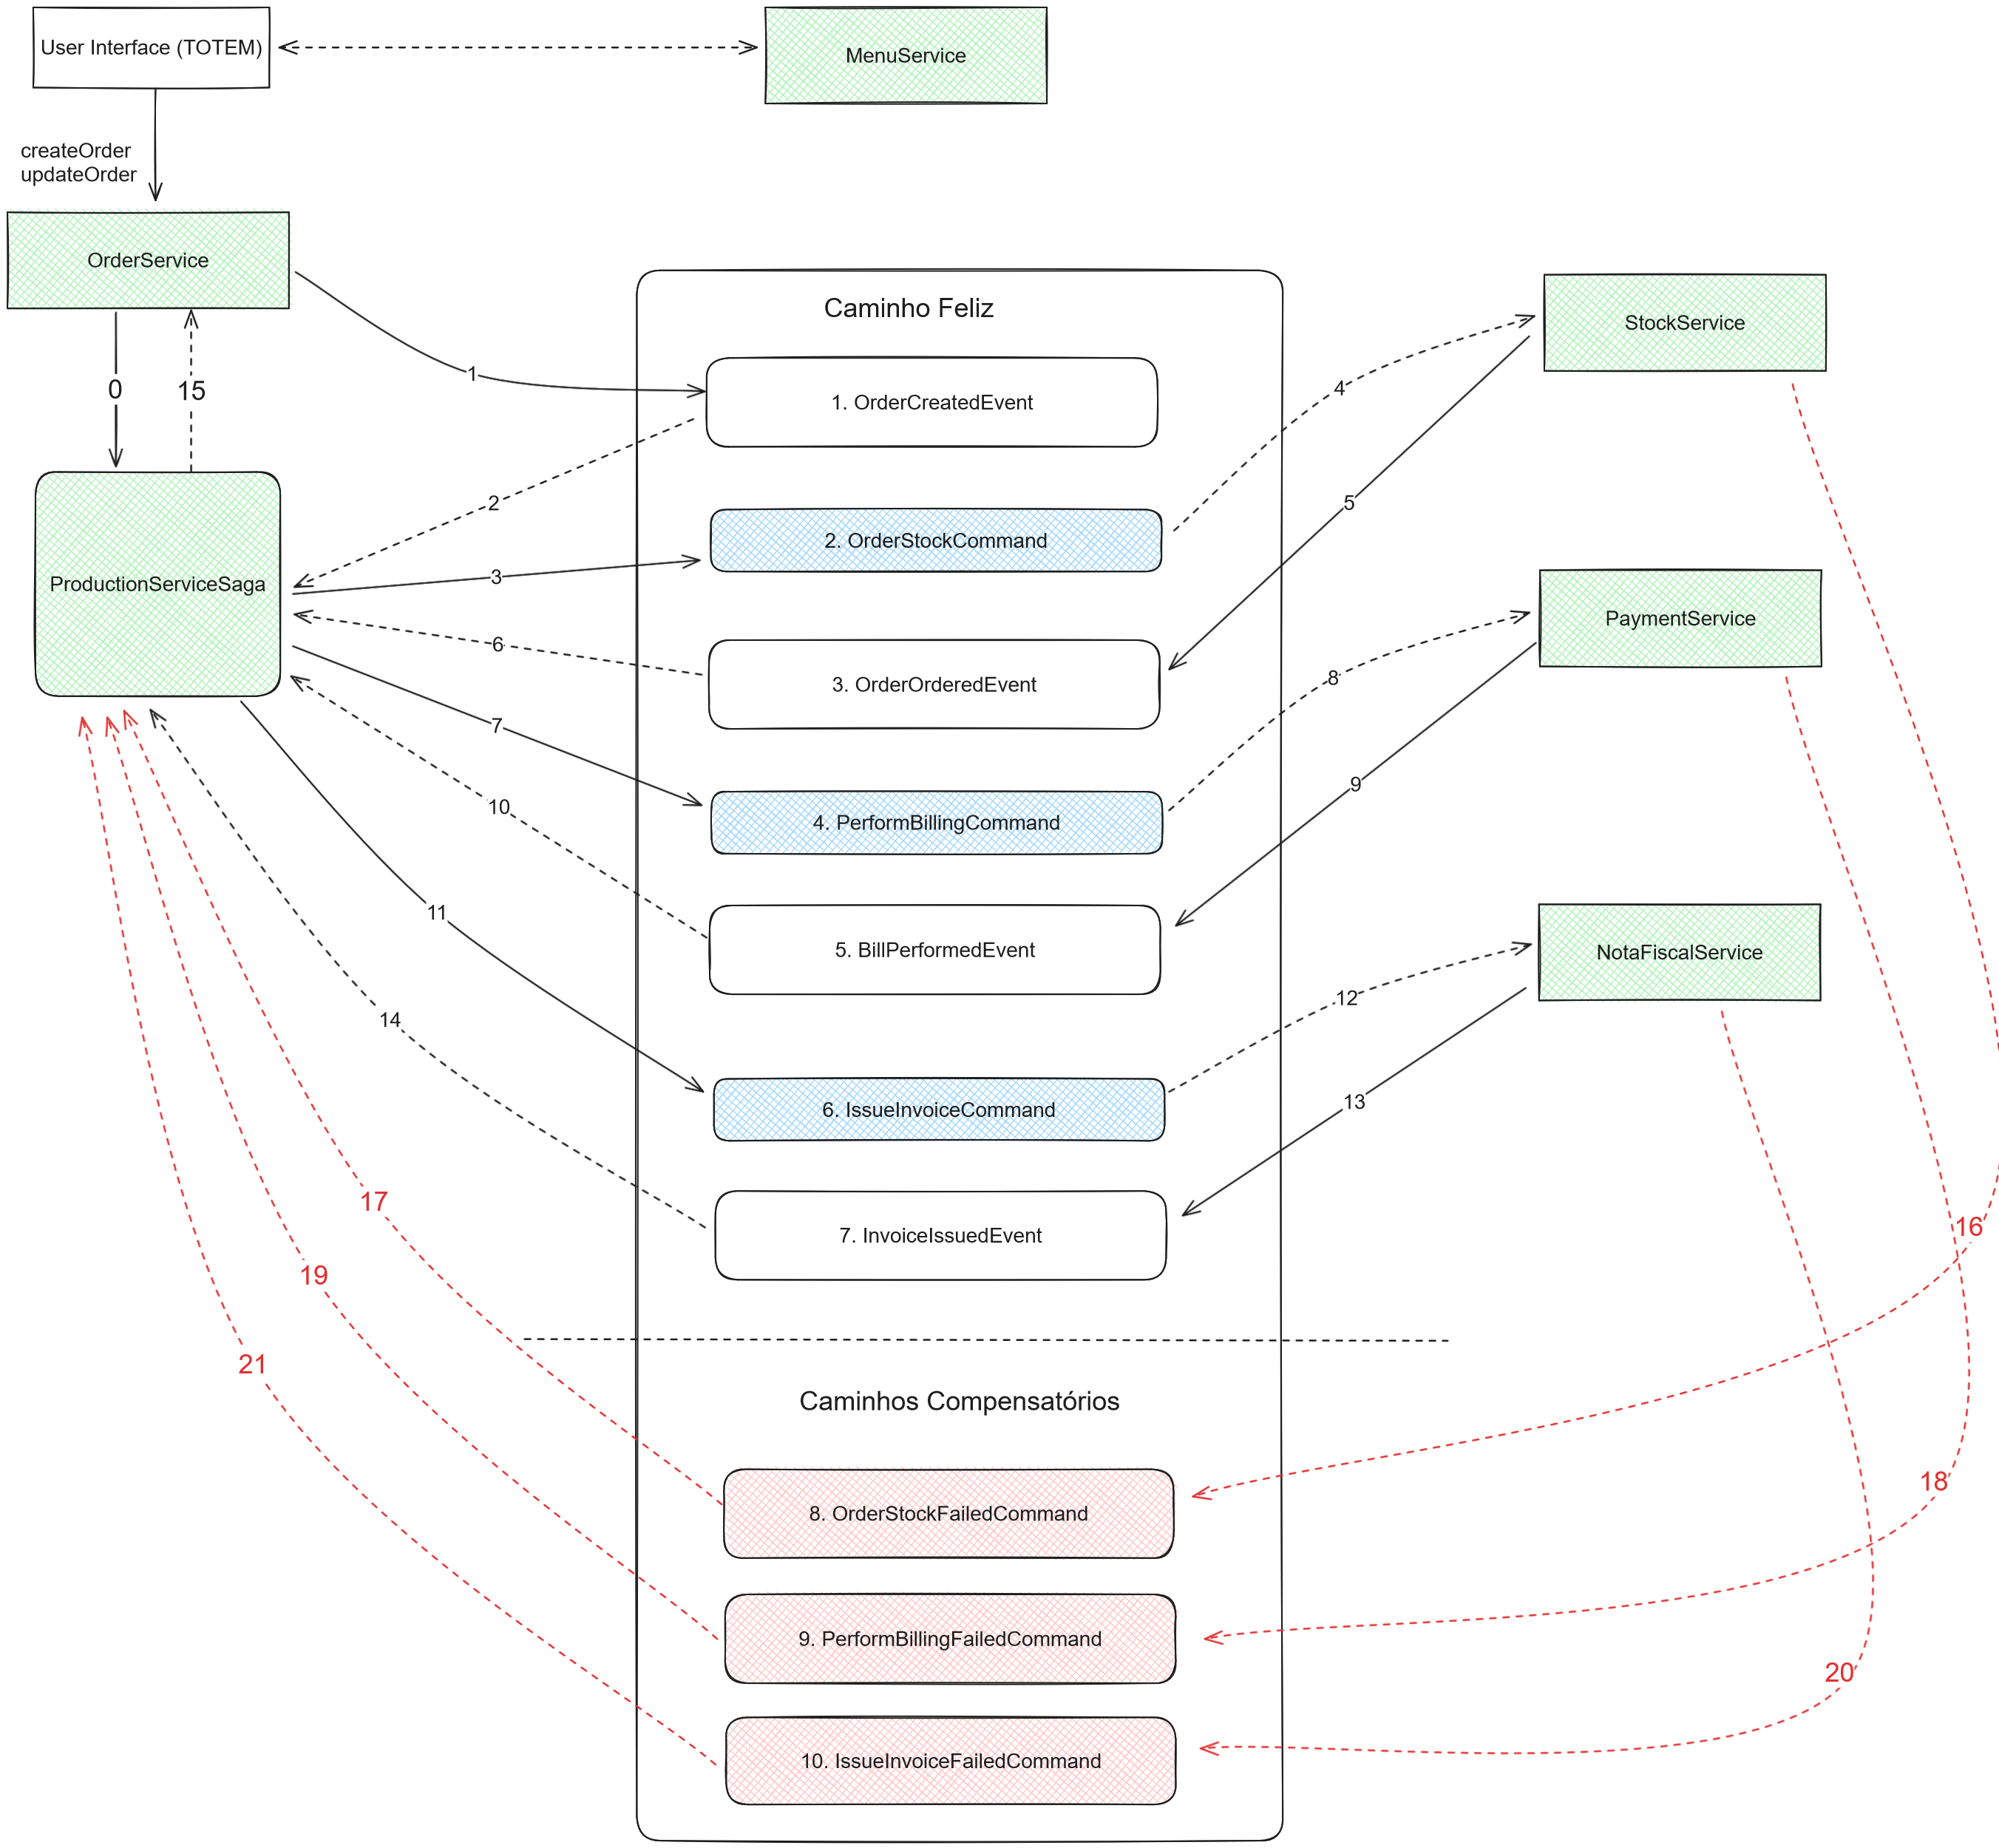 User Interface (TOTEM)
MenuService
createOrder
updateOrder
OrderService
0
15
ProductionServiceSaga
Caminho Feliz
1
1. OrderCreatedEvent
2
2. OrderStockCommand
3
4
StockService
5
3. OrderOrderedEvent
6
PaymentService
7
8
4. PerformBillingCommand
9
10
5. BillPerformedEvent
11
NotaFiscalService
12
14
6. IssueInvoiceCommand
13
7. InvoiceIssuedEvent
17
16
19
21
Caminhos Compensatórios
8. OrderStockFailedCommand
18
9. PerformBillingFailedCommand
20
10. IssueInvoiceFailedCommand